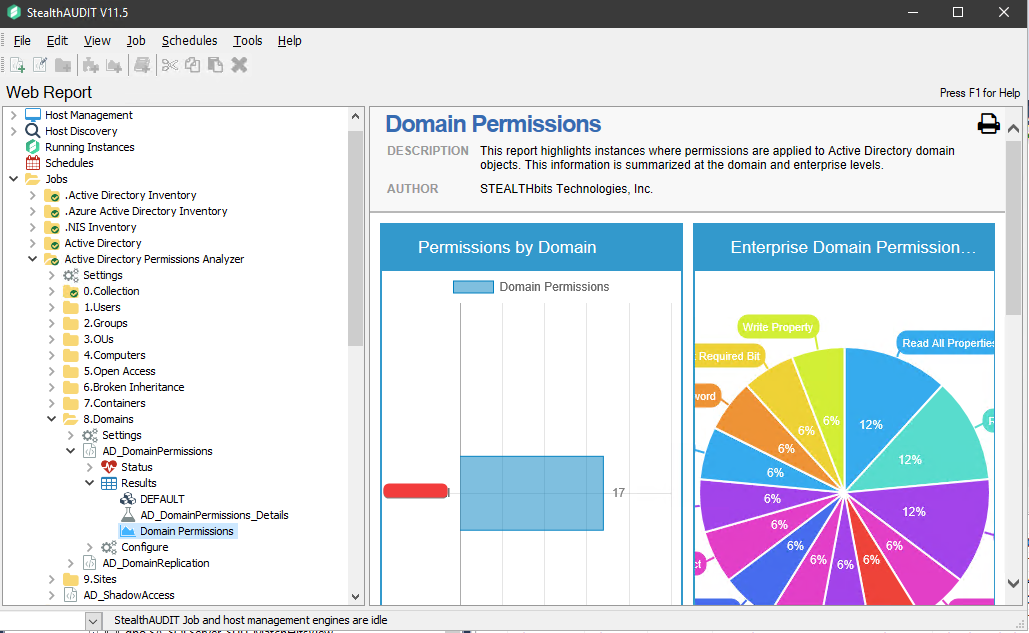 StealthAUDIT V11.5
File Edit View Job Schedules Tools Help
Web Report
Press F1 for Help
Host Management
Host Discovery
Running Instances
Schedules
Jobs
.Active Directory Inventory
.Azure Active Directory Inventory
.NIS Inventory
Active Directory
Active Directory Permissions Analyzer
Settings
0.Collection
1.Users
2.Groups
3.OUs
4.Computers
5.Open Access
6.Broken Inheritance
7.Containers
8.Domains
Settings
AD_DomainPermissions
Status
Results
DEFAULT
AD_DomainPermissions_Details
Domain Permissions
Configure
AD_DomainReplication
9.Sites
AD_ShadowAccess
Domain Permissions
DESCRIPTION This report highlights instances where permissions are applied to Active Directory domain
objects. This information is summarized at the domain and enterprise levels.
AUTHOR STEALTHbits Technologies, Inc.
Permissions by Domain
Domain Permissions
17
Enterprise Domain Permission…
Write Property
Read All Properties
Required Bit
12%
12%
12%
6%
6%
6%
6%
6%
6%
6%
6%
6%
6%
6%
StealthAUDIT Job and host management engines are idle